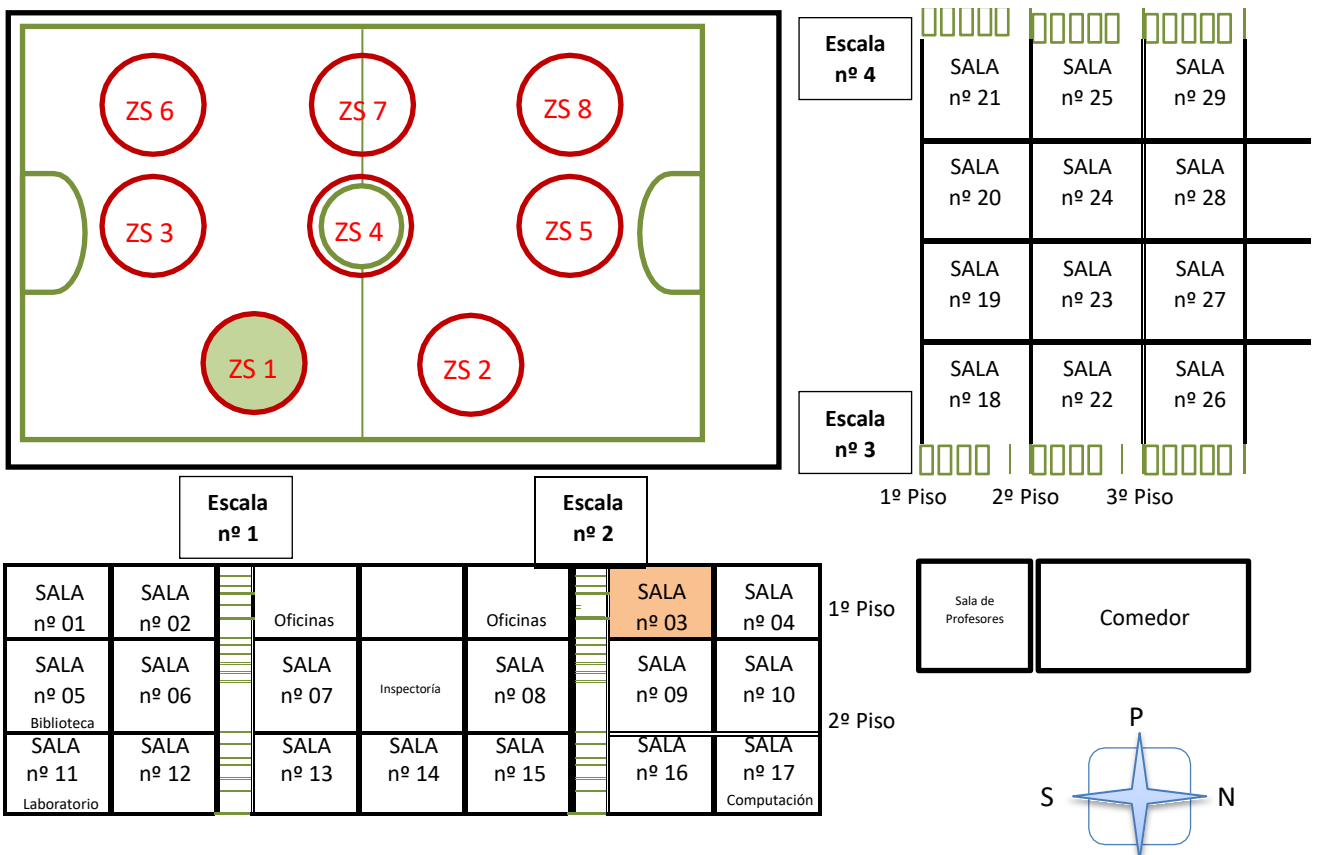 ZS 6
ZS 7
ZS 8
ZS 3
ZS 4
ZS 5
ZS 1
ZS 2
Escala
nº 4
SALA
nº 21
SALA
nº 25
SALA
nº 29
SALA
nº 20
SALA
nº 24
SALA
nº 28
SALA
nº 19
SALA
nº 23
SALA
nº 27
SALA
nº 18
SALA
nº 22
SALA
nº 26
Escala
nº 3
1º Piso
2º Piso
3º Piso
Escala
nº 1
Escala
nº 2
SALA
nº 01
SALA
nº 02
Oficinas
Oficinas
SALA
nº 03
SALA
nº 04
1º Piso
SALA
nº 05
Biblioteca
SALA
nº 06
SALA
nº 07
Inspectoría
SALA
nº 08
SALA
nº 09
SALA
nº 10
2º Piso
SALA
nº 11
Laboratorio
SALA
nº 12
SALA
nº 13
SALA
nº 14
SALA
nº 15
SALA
nº 16
SALA
nº 17
Computación
Sala de
Profesores
Comedor
P
S
N